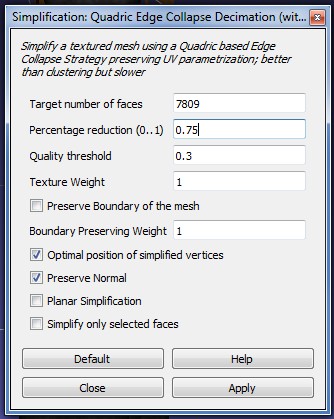 Simplification: Quadric Edge Collapse Decimation (wit...
Simplify a textured mesh using a Quadric based Edge
Collapse Strategy preserving UV parametrization; better
than clustering but slower
Target number of faces 7809
Percentage reduction (0..1) 0.75
Quality threshold 0.3
Texture Weight 1
Preserve Boundary of the mesh
Boundary Preserving Weight 1
Optimal position of simplified vertices
Preserve Normal
Planar Simplification
Simplify only selected faces
Default Help
Close Apply